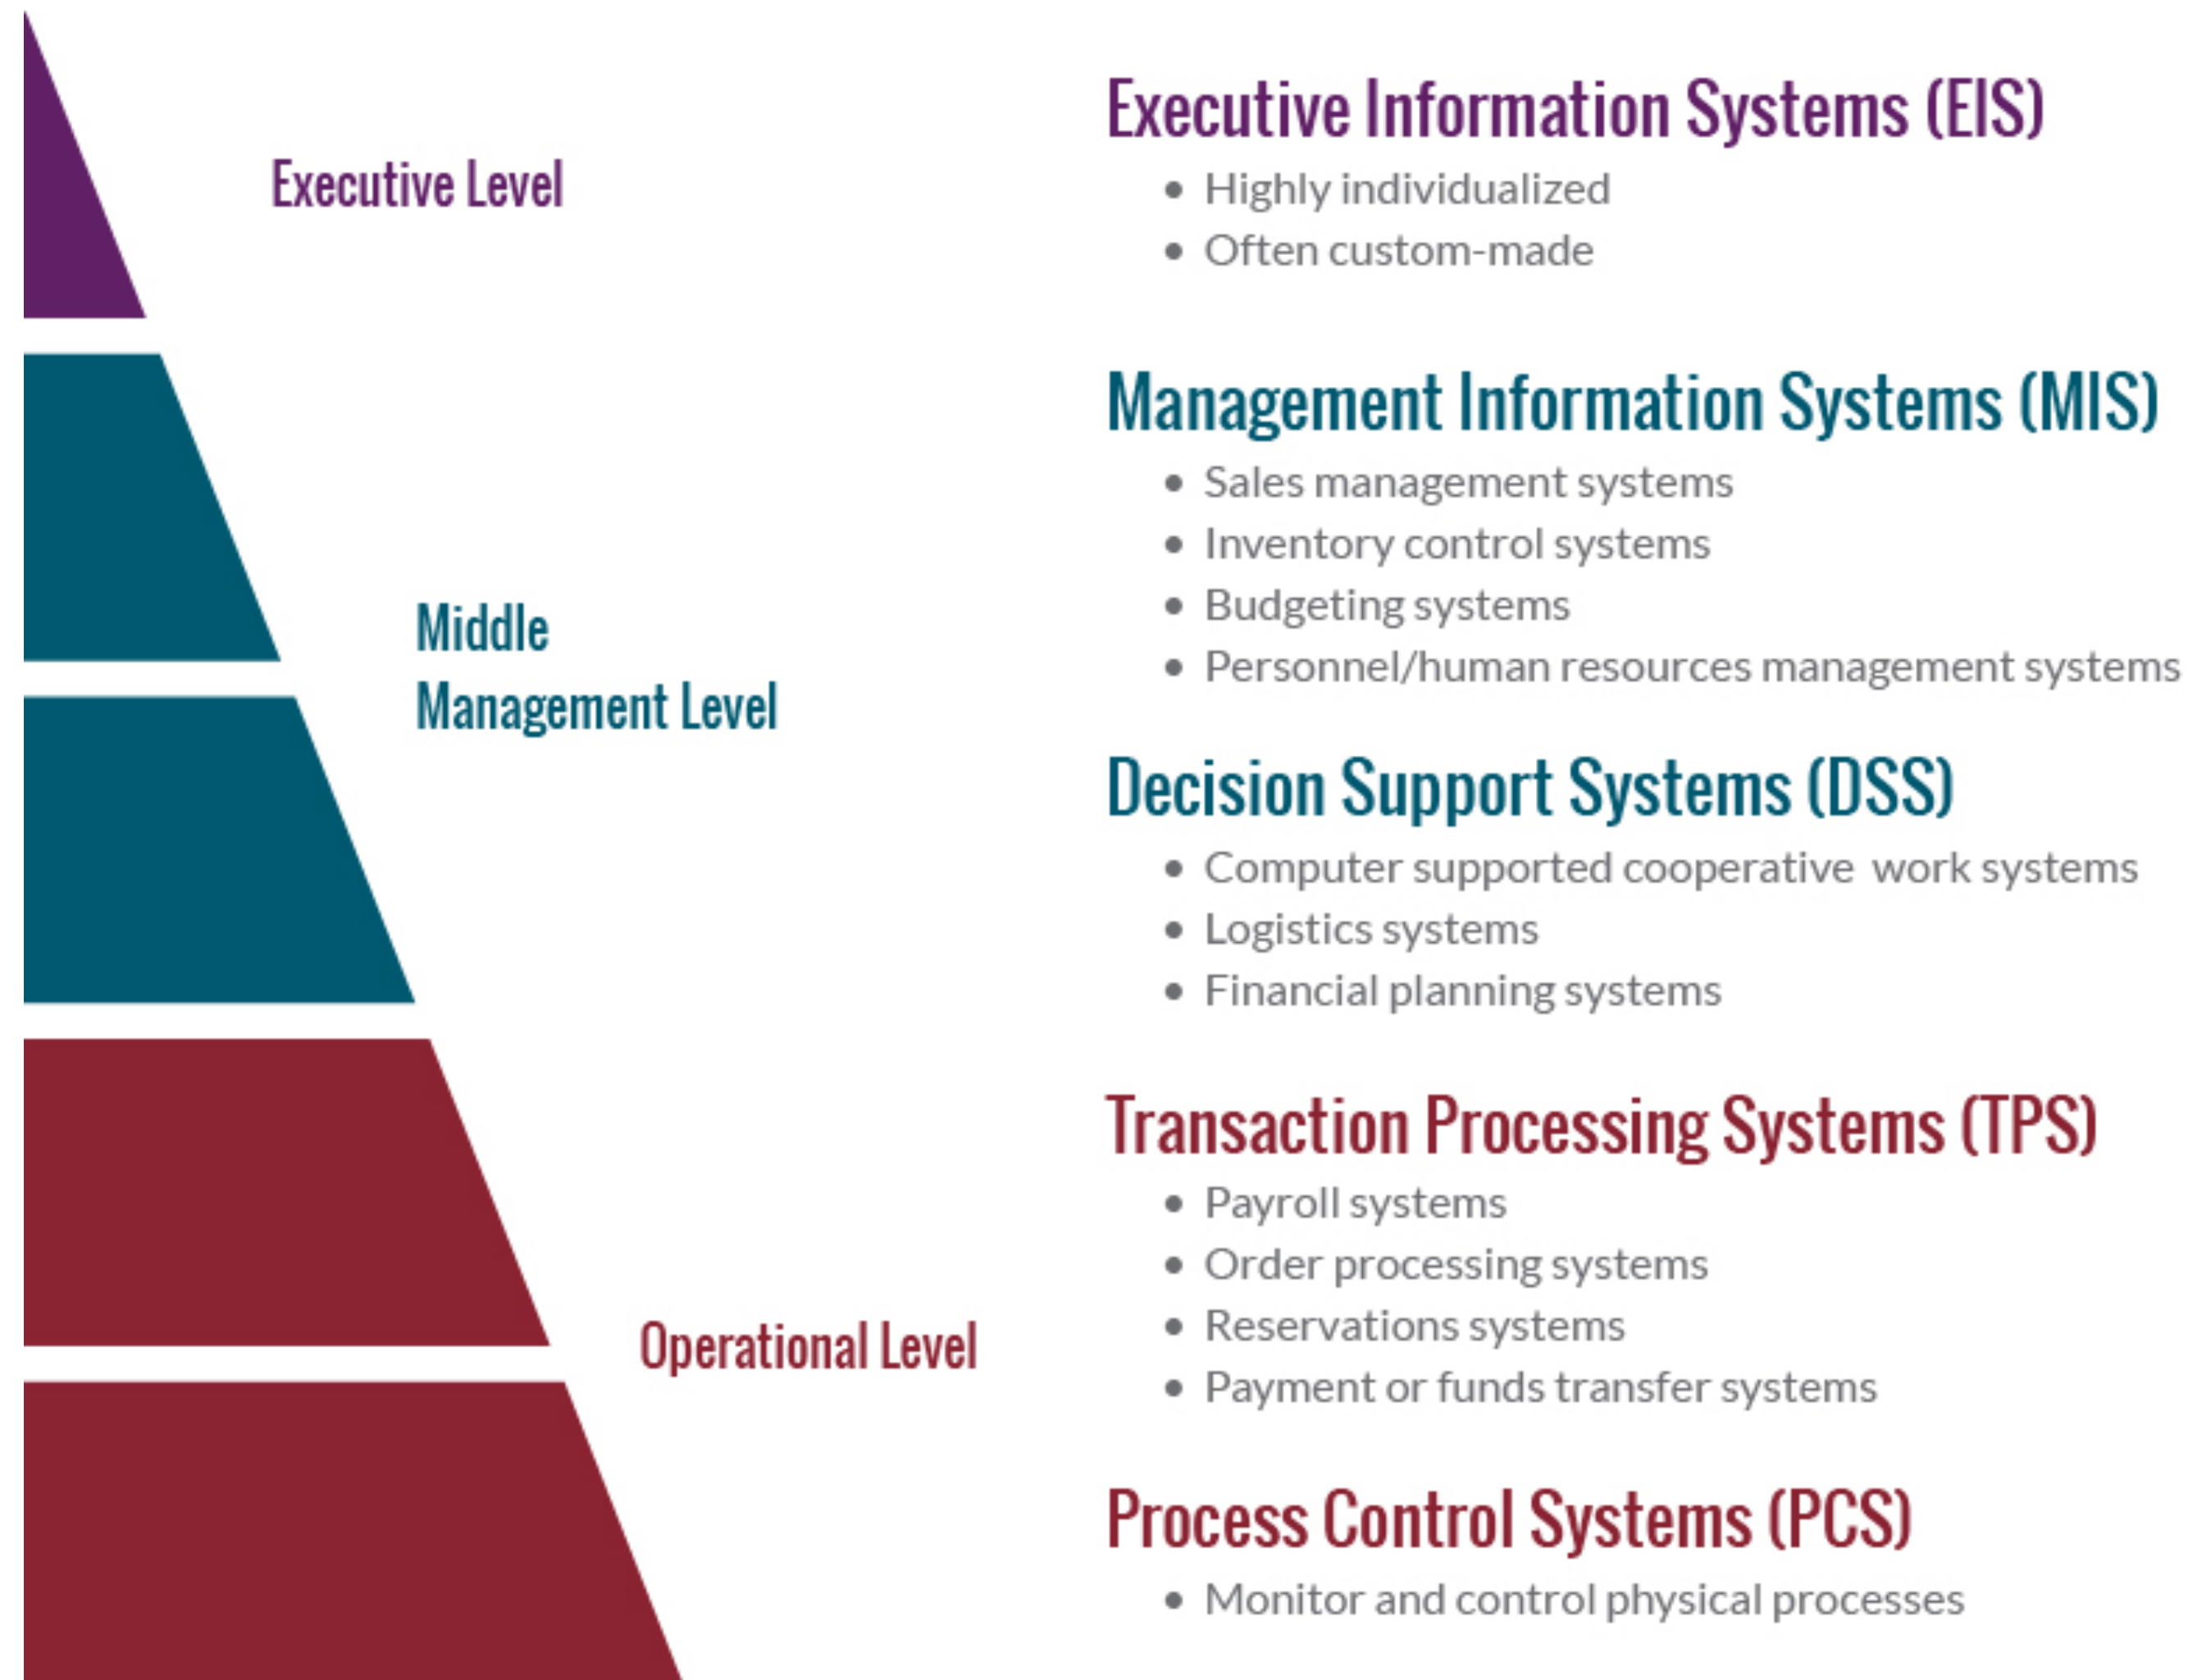 Executive Level
Executive Information Systems (EIS)
• Highly individualized
• Often custom-made
Middle
Management Level
Management Information Systems (MIS)
• Sales management systems
• Inventory control systems
• Budgeting systems
• Personnel/human resources management systems
Decision Support Systems (DSS)
• Computer supported cooperative work systems
• Logistics systems
• Financial planning systems
Operational Level
Transaction Processing Systems (TPS)
• Payroll systems
• Order processing systems
• Reservations systems
• Payment or funds transfer systems
Process Control Systems (PCS)
• Monitor and control physical processes